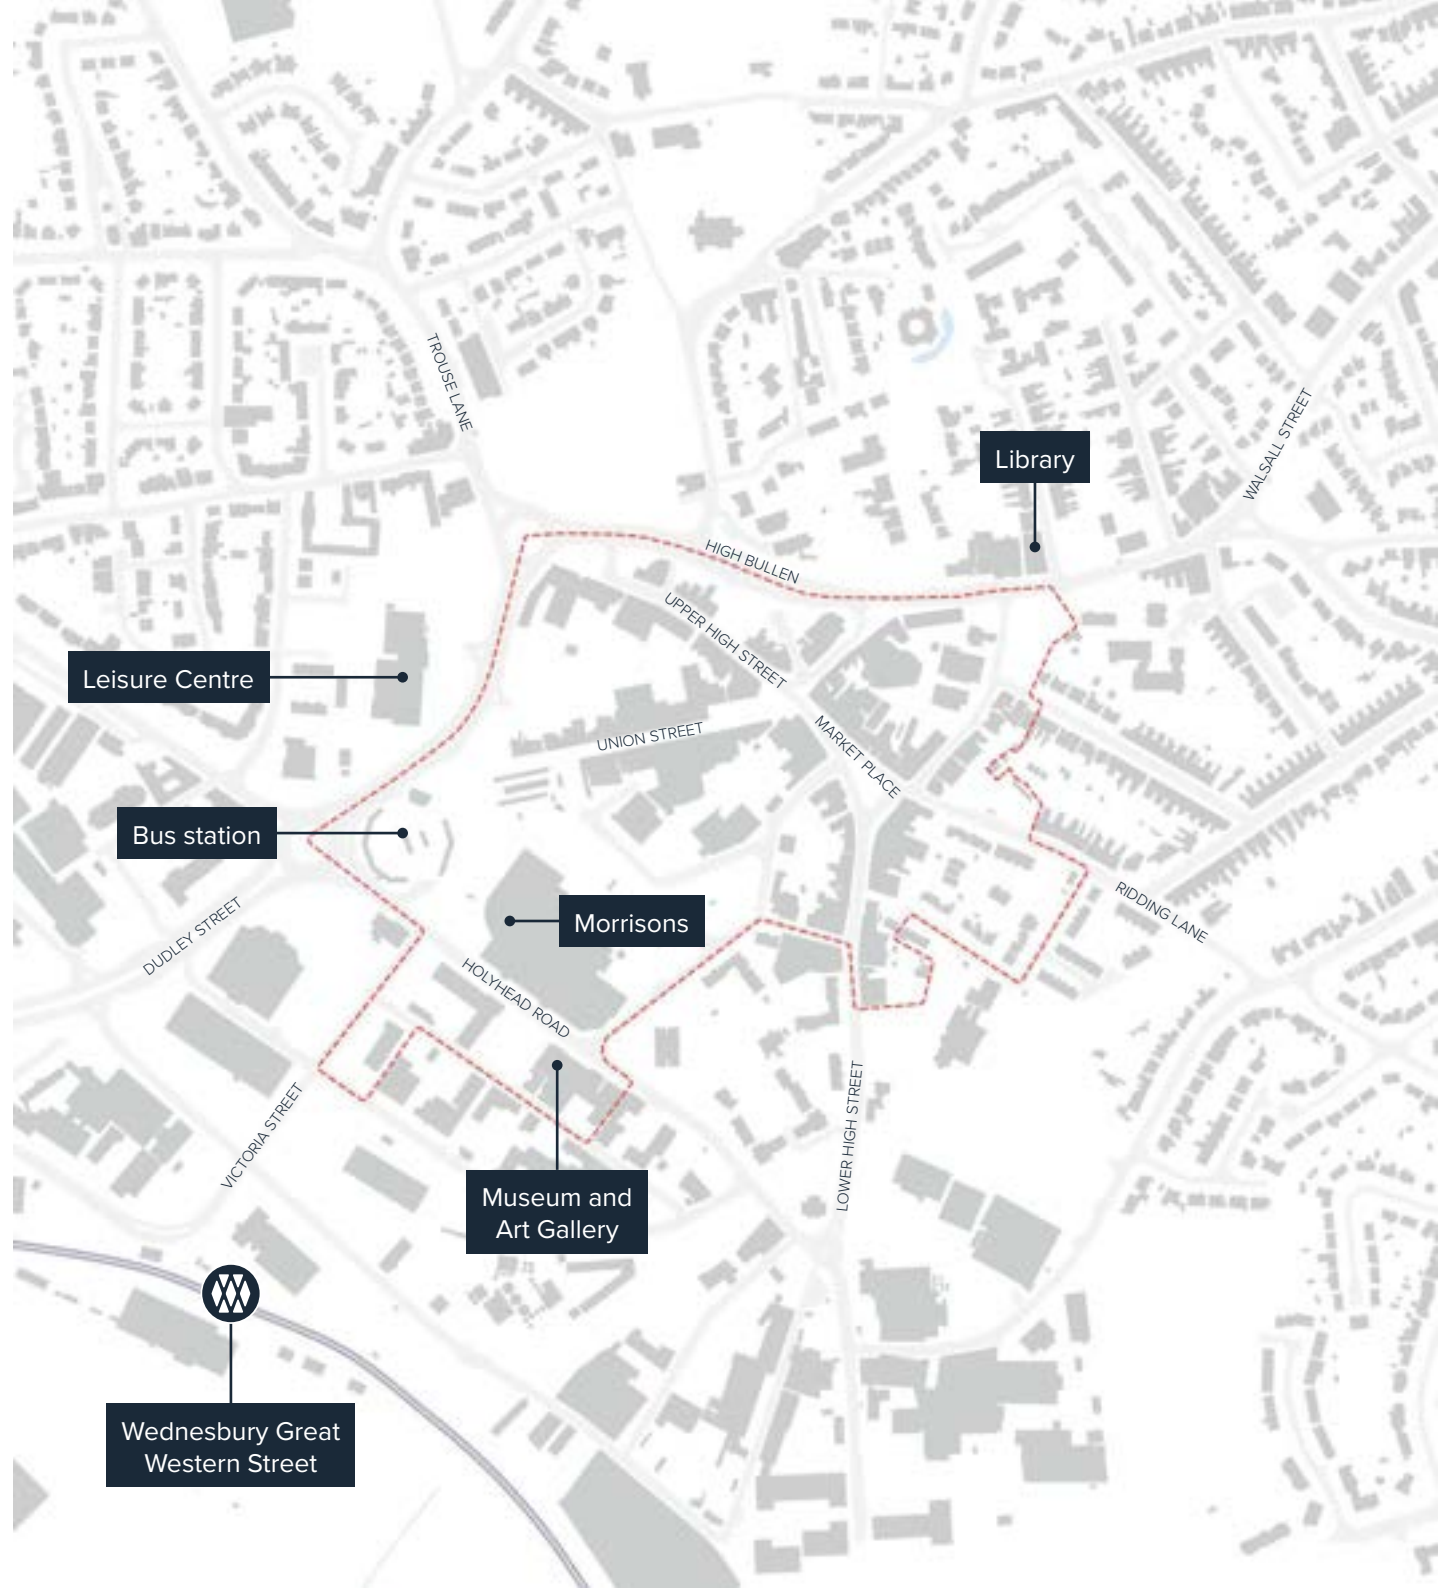 TROUSE LANE
WALSALL STREET
Library
HIGH BULLEN
UPPER HIGH STREET
Leisure Centre
UNION STREET
MARKET PLACE
Bus station
RIDDING LANE
DUDLEY STREET
Morrisons
HOLYHEAD ROAD
LOWER HIGH STREET
VICTORIA STREET
Museum and
Art Gallery
Wednesbury Great
Western Street